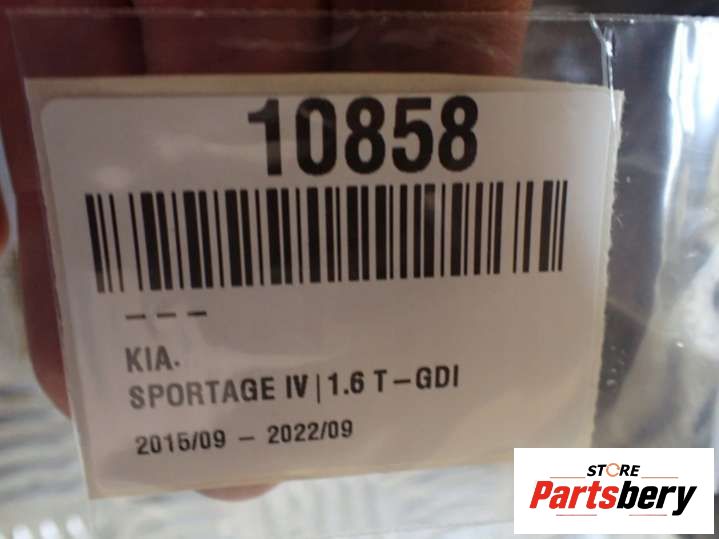 10858
– – –
KIA.
SPORTAGE IV | 1.6 T-GDI
2015/09 – 2022/09
STORE
Partsbery